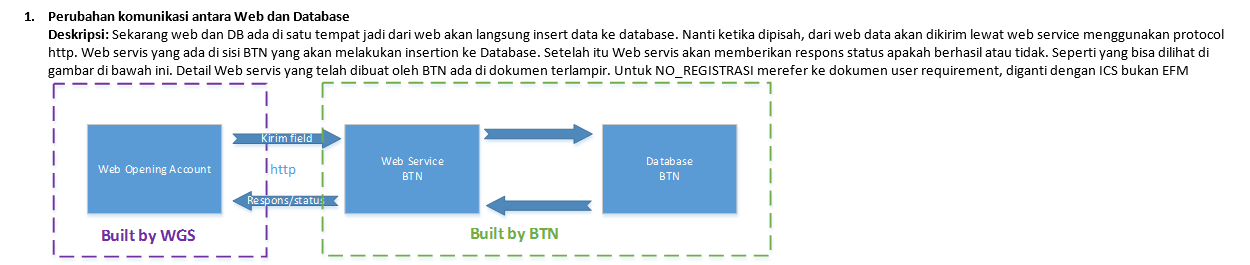 1. Perubahan komunikasi antara Web dan Database
Deskripsi: Sekarang web dan DB ada di satu tempat jadi dari web akan langsung insert data ke database. Nanti ketika dipisah, dari web data akan dikirim lewat web service menggunakan protocol
http. Web servis yang ada di sisi BTN yang akan melakukan insertion ke Database. Setelah itu Web servis akan memberikan respons status apakah berhasil atau tidak. Seperti yang bisa dilihat di
gambar di bawah ini. Detail Web servis yang telah dibuat oleh BTN ada di dokumen terlampir. Untuk NO_REGISTRASI merefer ke dokumen user requirement, diganti dengan ICS bukan EFM
Kirim field
Web Opening Account
http
Web Service
BTN
Database
BTN
Respons/status
Built by WGS
Built by BTN